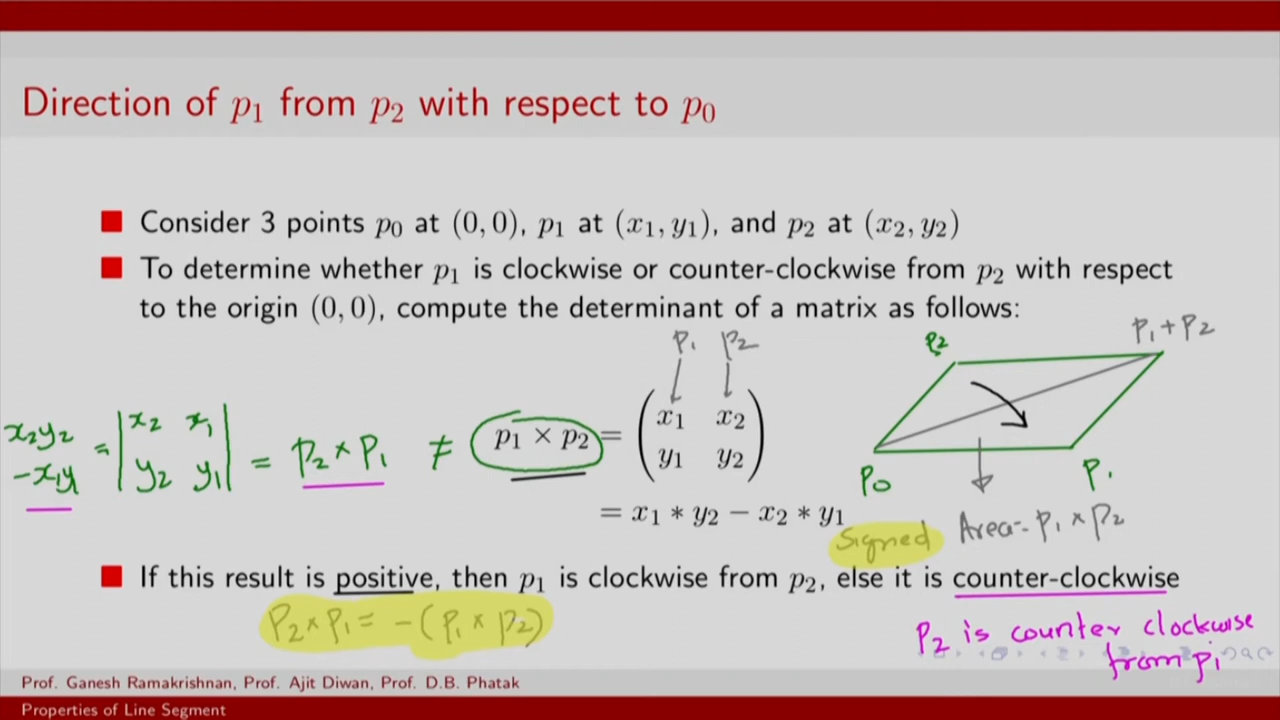 Direction of p1 from p2 with respect to p0
Consider 3 points p0 at (0, 0), p1 at (x1, y1), and p2 at (x2, y2)
To determine whether p1 is clockwise or counter-clockwise from p2 with respect
to the origin (0, 0), compute the determinant of a matrix as follows:
P1 P2
P2 P1+P2
x2y2 = |x2 x1| = P2 × P1 ≠ p1 × p2 = (x1 x2)
-x1y |y2 y1| (y1 y2)
P0 P1
= x1 * y2 − x2 * y1
Signed Area:- P1 × P2
If this result is positive, then p1 is clockwise from p2, else it is counter-clockwise
P2 × P1 = -(P1 × P2)
P2 is counter clockwise
from P1
Prof. Ganesh Ramakrishnan, Prof. Ajit Diwan, Prof. D.B. Phatak
Properties of Line Segment